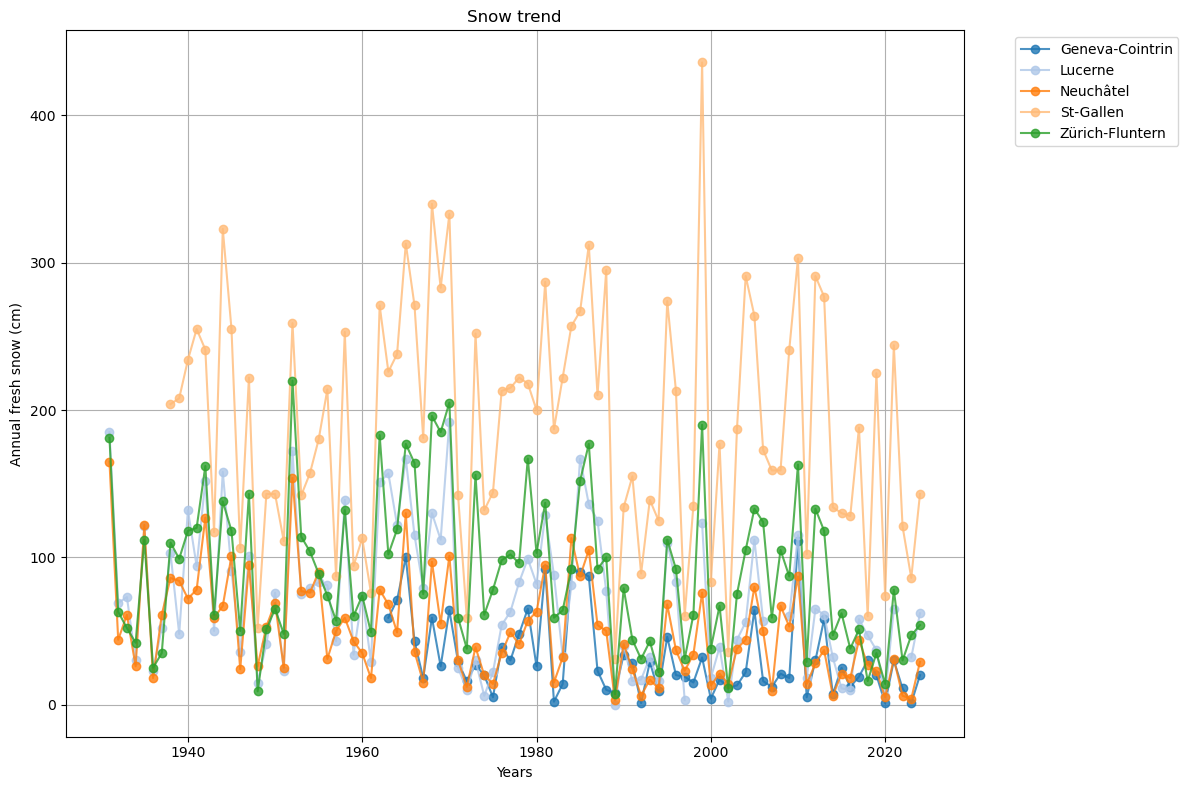 Snow trend
Annual fresh snow (cm)
400
300
200
100
0
1940
1960
1980
2000
2020
Years
Geneva-Cointrin
Lucerne
Neuchâtel
St-Gallen
Zürich-Fluntern